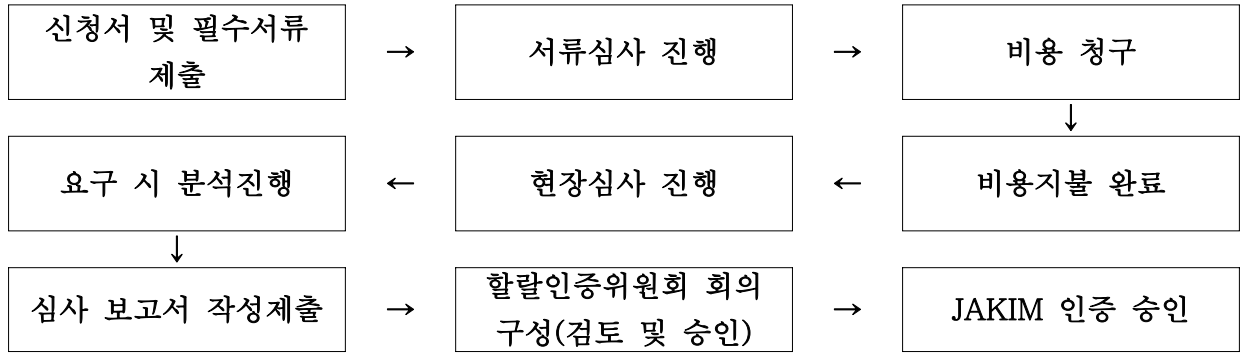 신청서 및 필수서류
제출
→
서류심사 진행
→
비용 청구
↓
요구 시 분석진행
←
현장심사 진행
←
비용지불 완료
↓
심사 보고서 작성제출
→
할랄인증위원회 회의
구성(검토 및 승인)
→
JAKIM 인증 승인